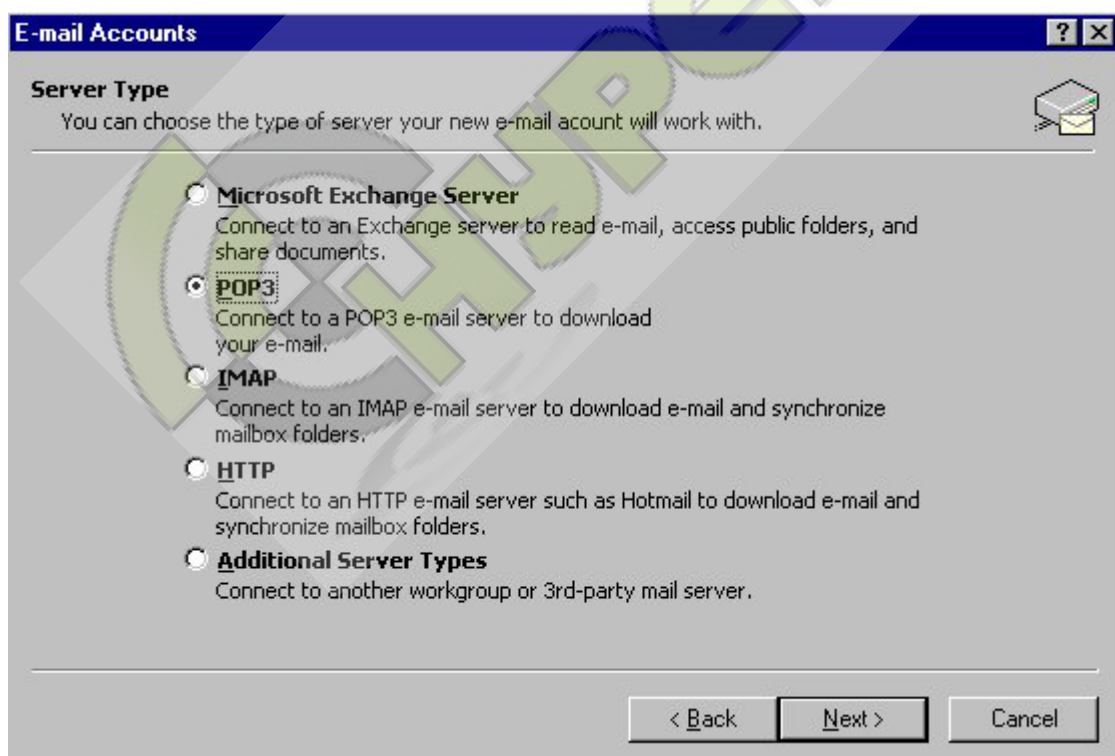 E-mail Accounts
Server Type
You can choose the type of server your new e-mail acount will work with.
Microsoft Exchange Server
Connect to an Exchange server to read e-mail, access public folders, and
share documents.
POP3
Connect to a POP3 e-mail server to download
your e-mail.
IMAP
Connect to an IMAP e-mail server to download e-mail and synchronize
mailbox folders.
HTTP
Connect to an HTTP e-mail server such as Hotmail to download e-mail and
synchronize mailbox folders.
Additional Server Types
Connect to another workgroup or 3rd-party mail server.
< Back
Next >
Cancel